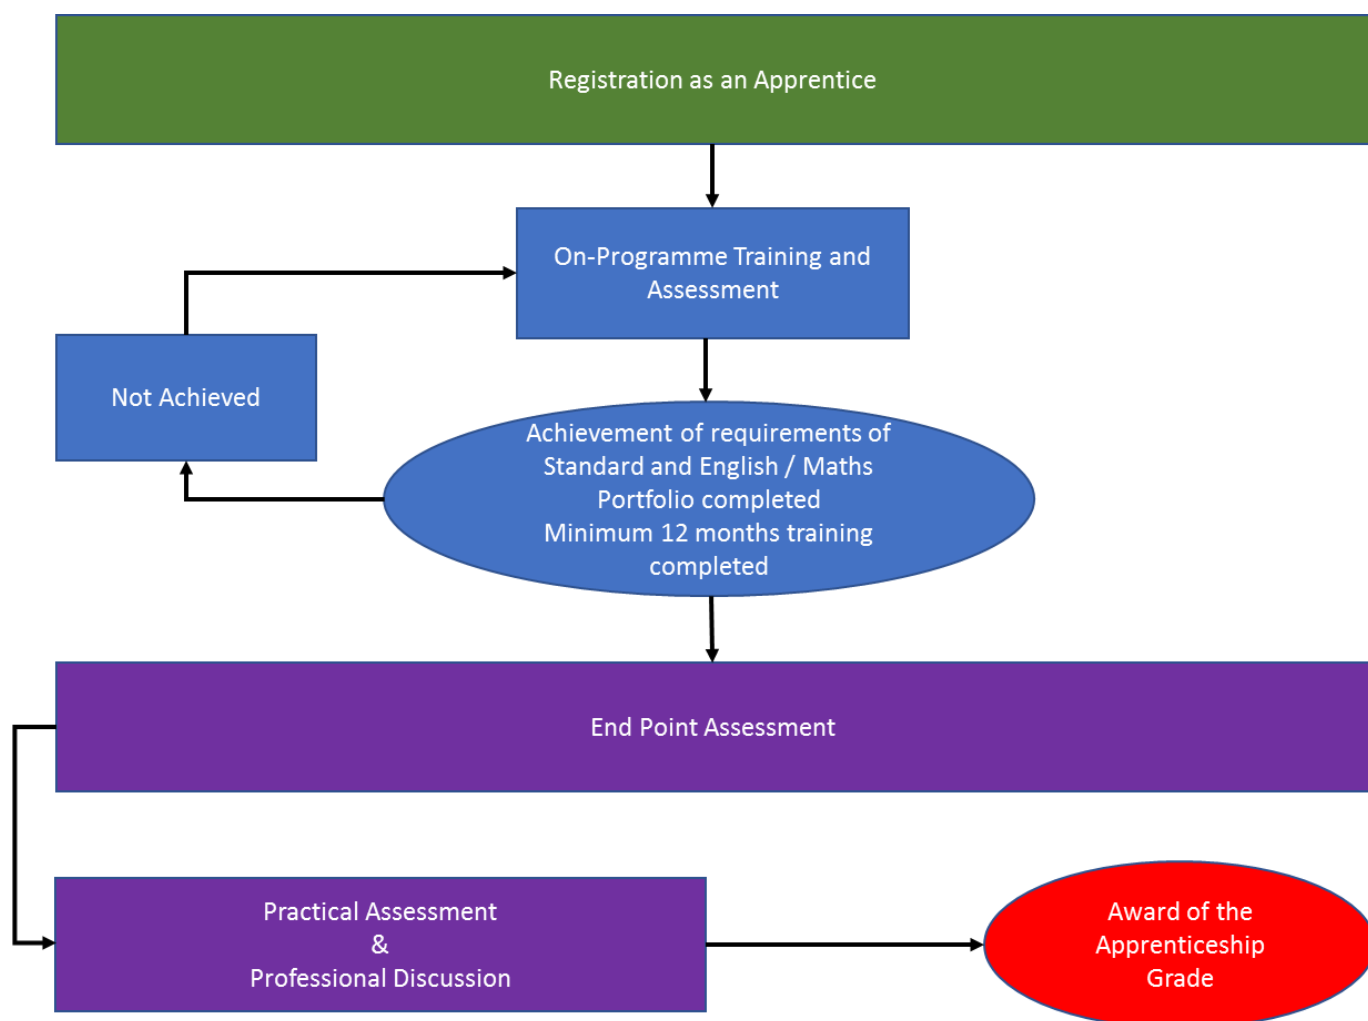 Registration as an Apprentice
On-Programme Training and
Assessment
Not Achieved
Achievement of requirements of
Standard and English / Maths
Portfolio completed
Minimum 12 months training
completed
End Point Assessment
Practical Assessment
&
Professional Discussion
Award of the
Apprenticeship
Grade